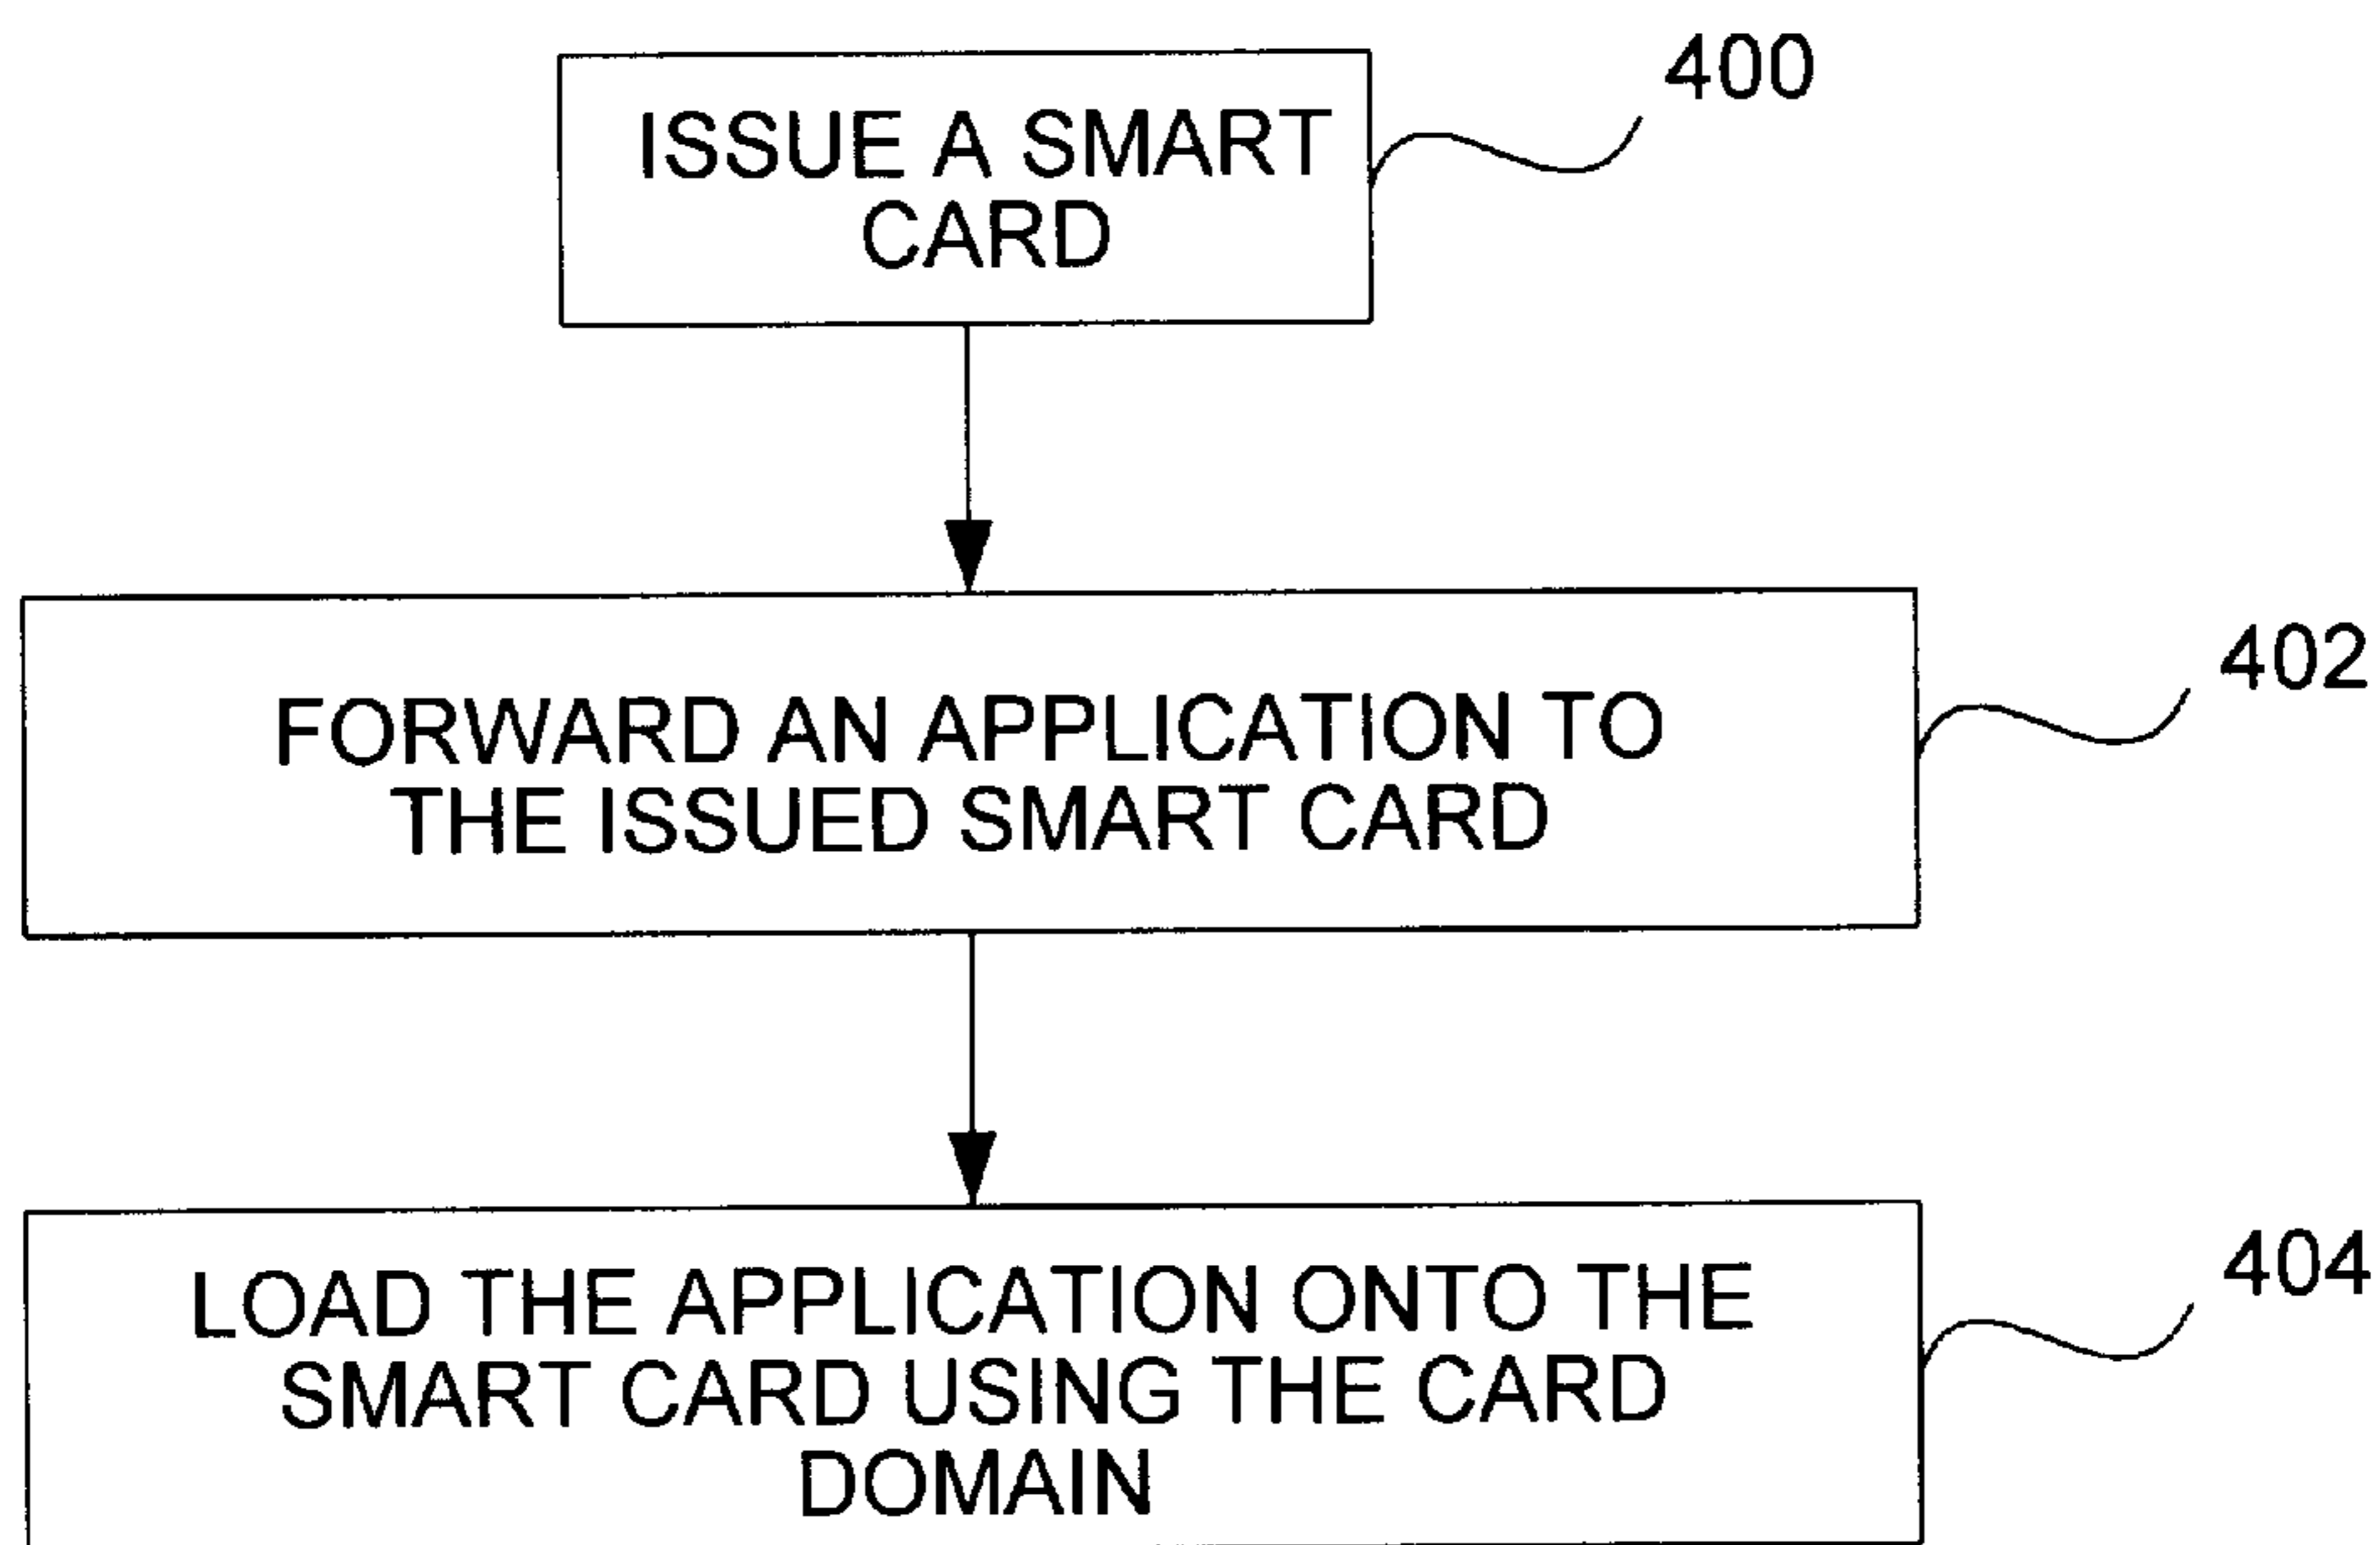 400
ISSUE A SMART
CARD
402
FORWARD AN APPLICATION TO
THE ISSUED SMART CARD
404
LOAD THE APPLICATION ONTO THE
SMART CARD USING THE CARD
DOMAIN